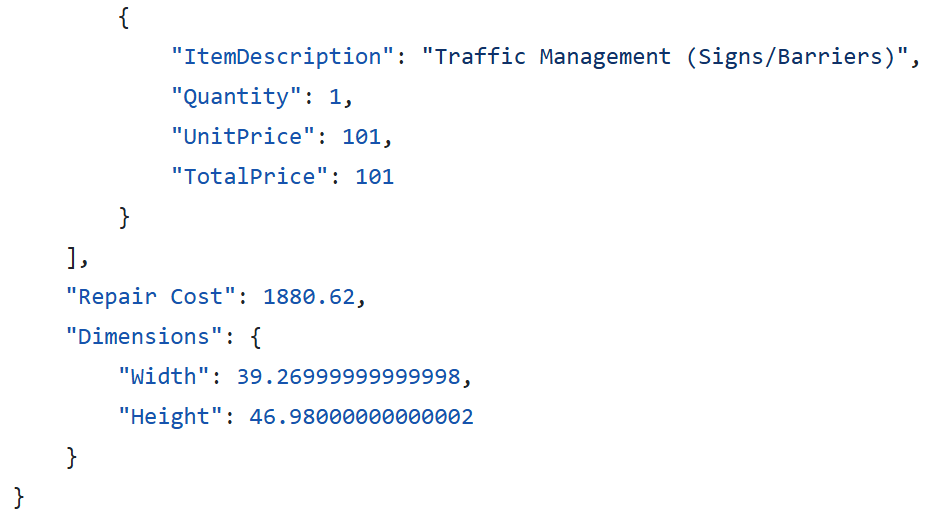 {
"ItemDescription": "Traffic Management (Signs/Barriers)",
"Quantity": 1,
"UnitPrice": 101,
"TotalPrice": 101
}
],
"Repair Cost": 1880.62,
"Dimensions": {
"Width": 39.26999999999998,
"Height": 46.98000000000002
}
}